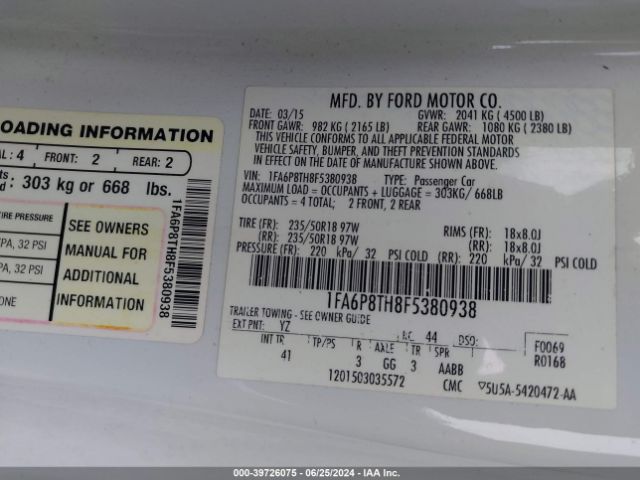 OADING INFORMATION
AL: 4 FRONT: 2 REAR: 2
303 kg or 668 lbs.
TIRE PRESSURE
PA, 32 PSI
PA, 32 PSI
ONE
SEE OWNERS
MANUAL FOR
ADDITIONAL
INFORMATION
1FA6P8TH8F5380938
MFD. BY FORD MOTOR CO.
DATE: 03/15 GVWR: 2041 KG ( 4500 LB)
FRONT GAWR: 982 KG ( 2165 LB) REAR GAWR: 1080 KG ( 2380 LB)
THIS VEHICLE CONFORMS TO ALL APPLICABLE FEDERAL MOTOR
VEHICLE SAFETY, BUMPER, AND THEFT PREVENTION STANDARDS
IN EFFECT ON THE DATE OF MANUFACTURE SHOWN ABOVE.
VIN: 1FA6P8TH8F5380938 TYPE: Passenger Car
MAXIMUM LOAD = OCCUPANTS + LUGGAGE = 303KG/ 668LB
OCCUPANTS = 4 TOTAL; 2 FRONT, 2 REAR
TIRE (FR): 235/50R18 97W RIMS (FR): 18x8.0J
(RR): 235/50R18 97W (RR): 18x8.0J
PRESSURE (FR): 220 kPa/ 32 PSI COLD (RR): 220 kPa/ 32 PSI COLD
1FA6P8TH8F5380938
TRAILER TOWING - SEE OWNER GUIDE
EXT PNT: YZ RC: 44 DSO: F0069
INT TR TP/PS R AXLE TR SPR R0168
41 3 GG 3 AABB
1201503035572 CMC 5U5A-5420472-AA
000-39726075 - 06/25/2024 - IAA Inc.